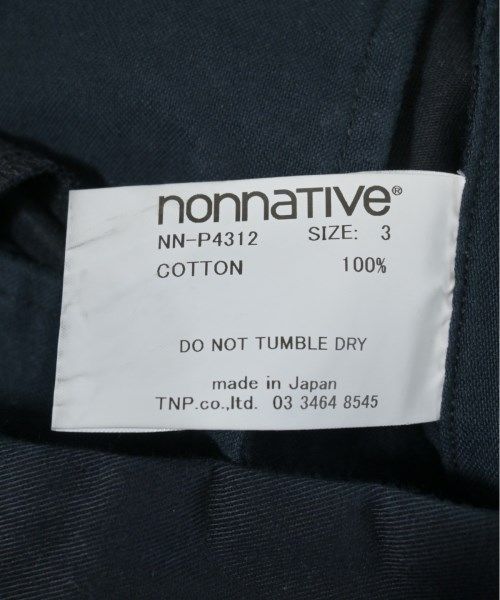 nonnaTIVe®
NN-P4312 SIZE: 3
COTTON 100%
DO NOT TUMBLE DRY
made in Japan
TNP.co.,ltd. 03 3464 8545